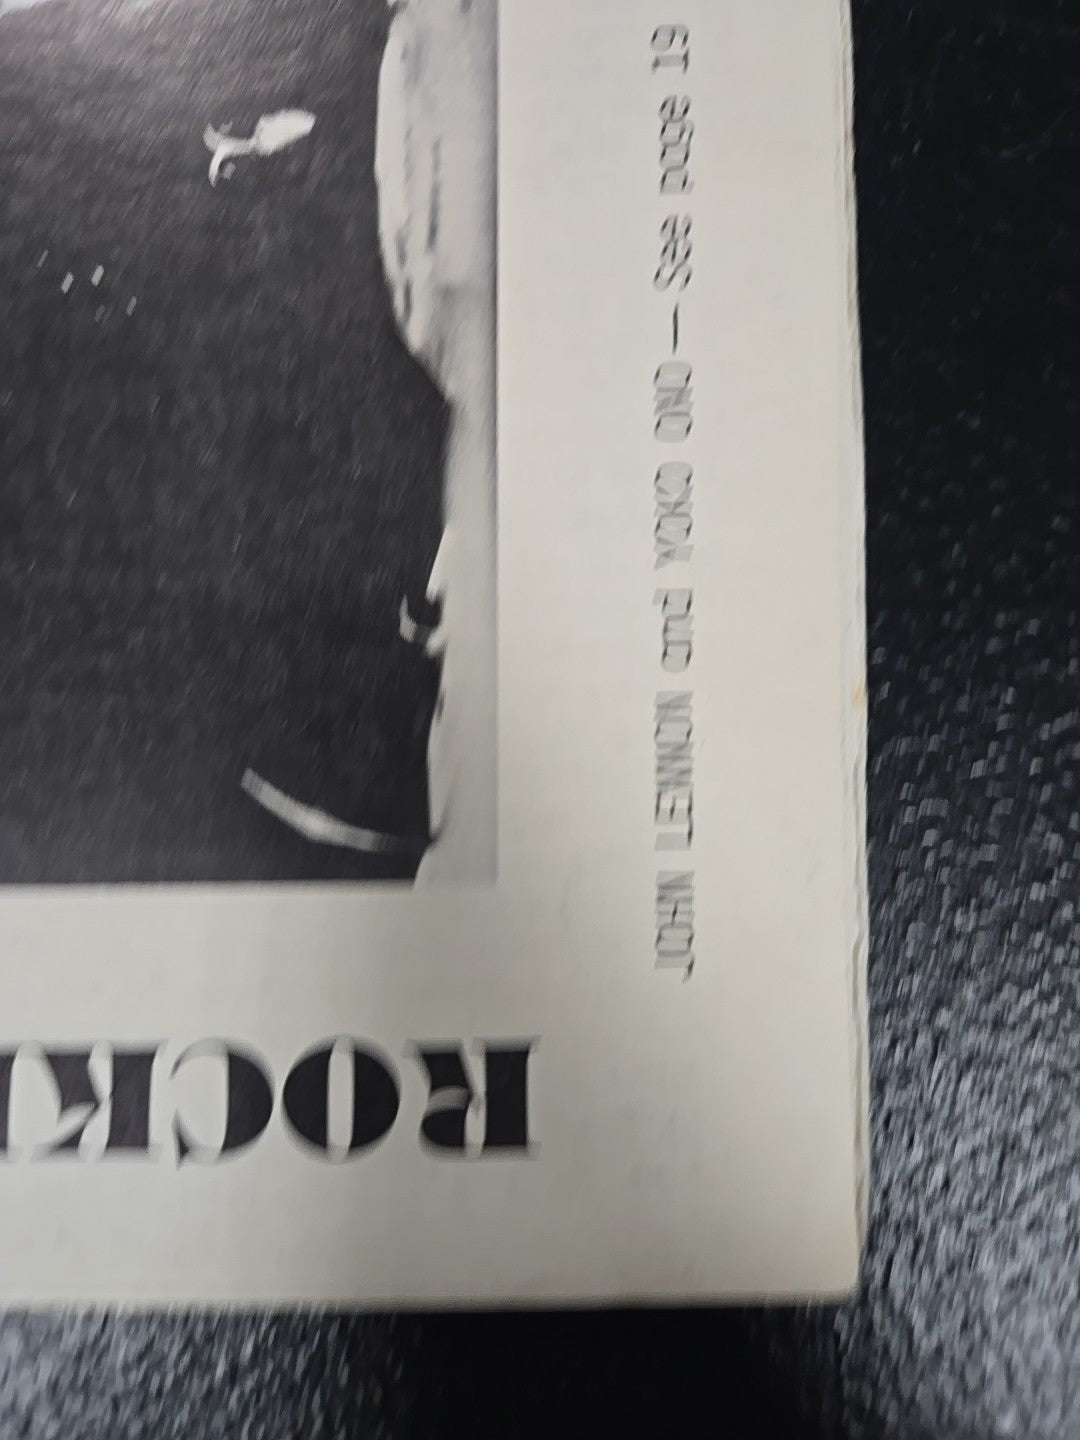 JOHN LENNON and YOKO ONO—See page 19
ROCK